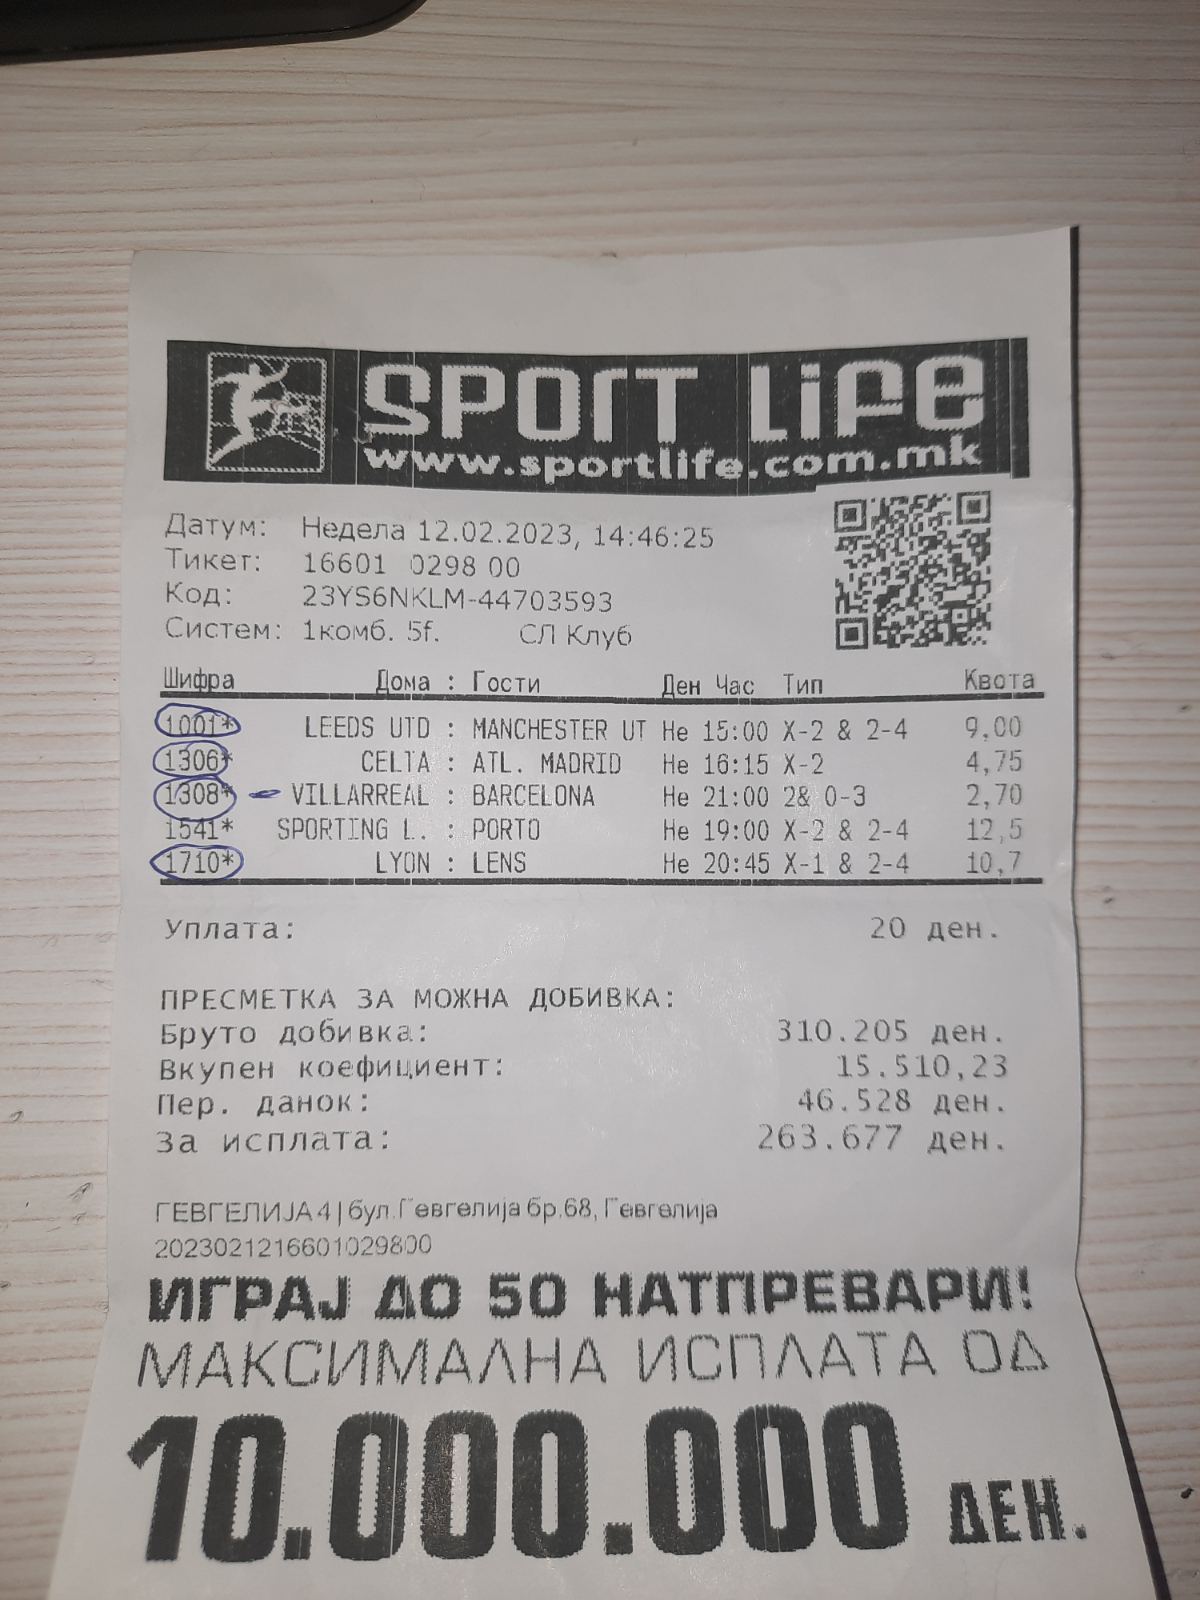 SPORT LIFE
www.sportlife.com.mk
Датум: Недела 12.02.2023, 14:46:25
Тикет: 16601 0298 00
Код: 23YS6NKLM-44703593
Систем: 1комб. 5f. СЛ Клуб
Шифра Дома : Гости Ден Час Тип Квота
1001* LEEDS UTD : MANCHESTER UT Не 15:00 X-2 & 2-4 9,00
1306* CELTA : ATL. MADRID Не 16:15 X-2 4,75
1308* VILLARREAL : BARCELONA Не 21:00 2& 0-3 2,70
1541* SPORTING L. : PORTO Не 19:00 X-2 & 2-4 12,5
1710* LYON : LENS Не 20:45 X-1 & 2-4 10,7
Уплата: 20 ден.
ПРЕСМЕТКА ЗА МОЖНА ДОБИВКА:
Бруто добивка: 310.205 ден.
Вкупен коефициент: 15.510,23
Пер. данок: 46.528 ден.
За исплата: 263.677 ден.
ГЕВГЕЛИЈА 4 | бул.Гевгелија бр.68, Гевгелија
2023021216601029800
ИГРАЈ ДО 50 НАТПРЕВАРИ!
МАКСИМАЛНА ИСПЛАТА ОД
10.000.000 ДЕН.